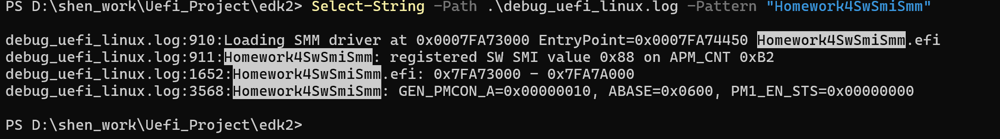 PS D:\shen_work\Uefi_Project\edk2> Select-String -Path .\debug_uefi_linux.log -Pattern "Homework4SwSmiSmm"
debug_uefi_linux.log:910:Loading SMM driver at 0x0007FA73000 EntryPoint=0x0007FA74450 Homework4SwSmiSmm.efi
debug_uefi_linux.log:911:Homework4SwSmiSmm: registered SW SMI value 0x88 on APM_CNT 0xB2
debug_uefi_linux.log:1652:Homework4SwSmiSmm.efi: 0x7FA73000 - 0x7FA7A000
debug_uefi_linux.log:3568:Homework4SwSmiSmm: GEN_PMCON_A=0x00000010, ABASE=0x0600, PM1_EN_STS=0x00000000
PS D:\shen_work\Uefi_Project\edk2>